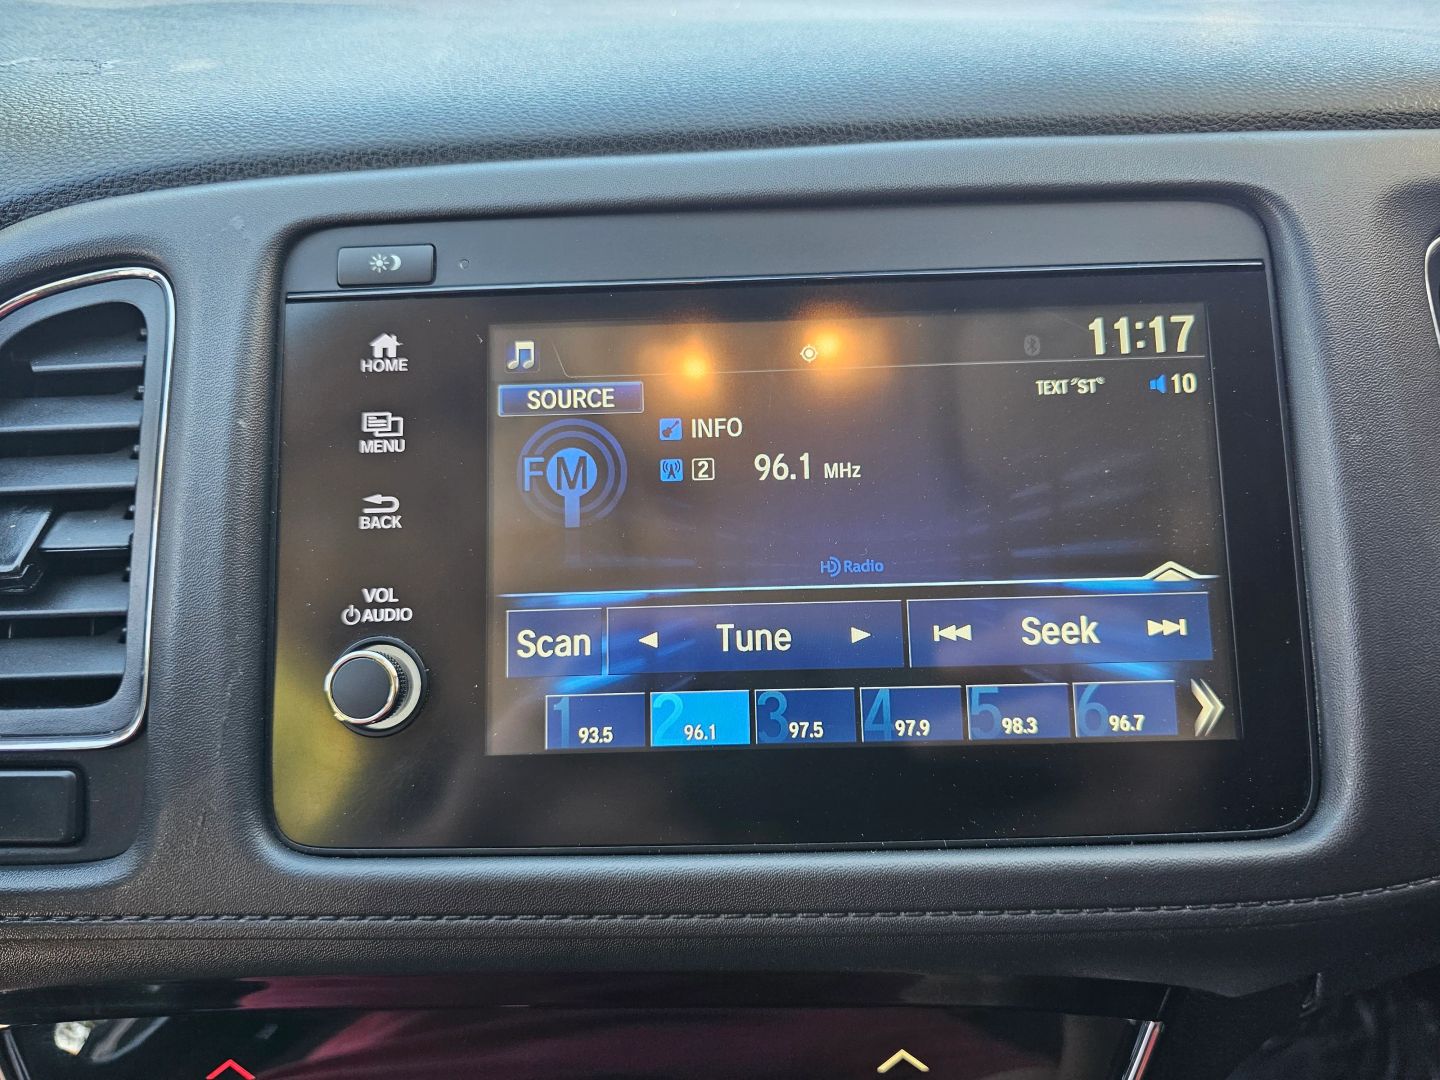 HOME
MENU
BACK
VOL
AUDIO
11:17
SOURCE
TEXT "ST"
10
FM
INFO
2 96.1 MHz
HD Radio
Scan Tune Seek
1 93.5 2 96.1 3 97.5 4 97.9 5 98.3 6 96.7